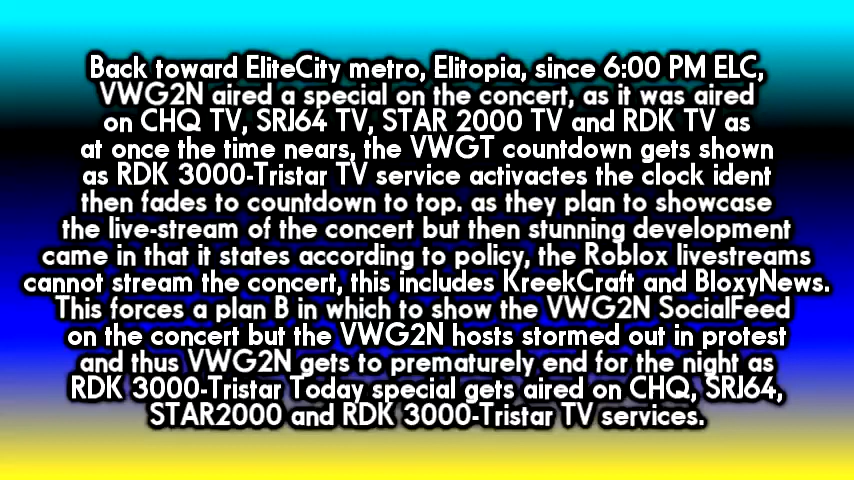 Back toward EliteCity metro, Elitopia, since 6:00 PM ELC,
VWG2N aired a special on the concert, as it was aired
on CHQ TV, SRJ64 TV, STAR 2000 TV and RDK TV as
at once the time nears, the VWGT countdown gets shown
as RDK 3000-Tristar TV service activactes the clock ident
then fades to countdown to top. as they plan to showcase
the live-stream of the concert but then stunning development
came in that it states according to policy, the Roblox livestreams
cannot stream the concert, this includes KreekCraft and BloxyNews.
This forces a plan B in which to show the VWG2N SocialFeed
on the concert but the VWG2N hosts stormed out in protest
and thus VWG2N gets to prematurely end for the night as
RDK 3000-Tristar Today special gets aired on CHQ, SRJ64,
STAR2000 and RDK 3000-Tristar TV services.